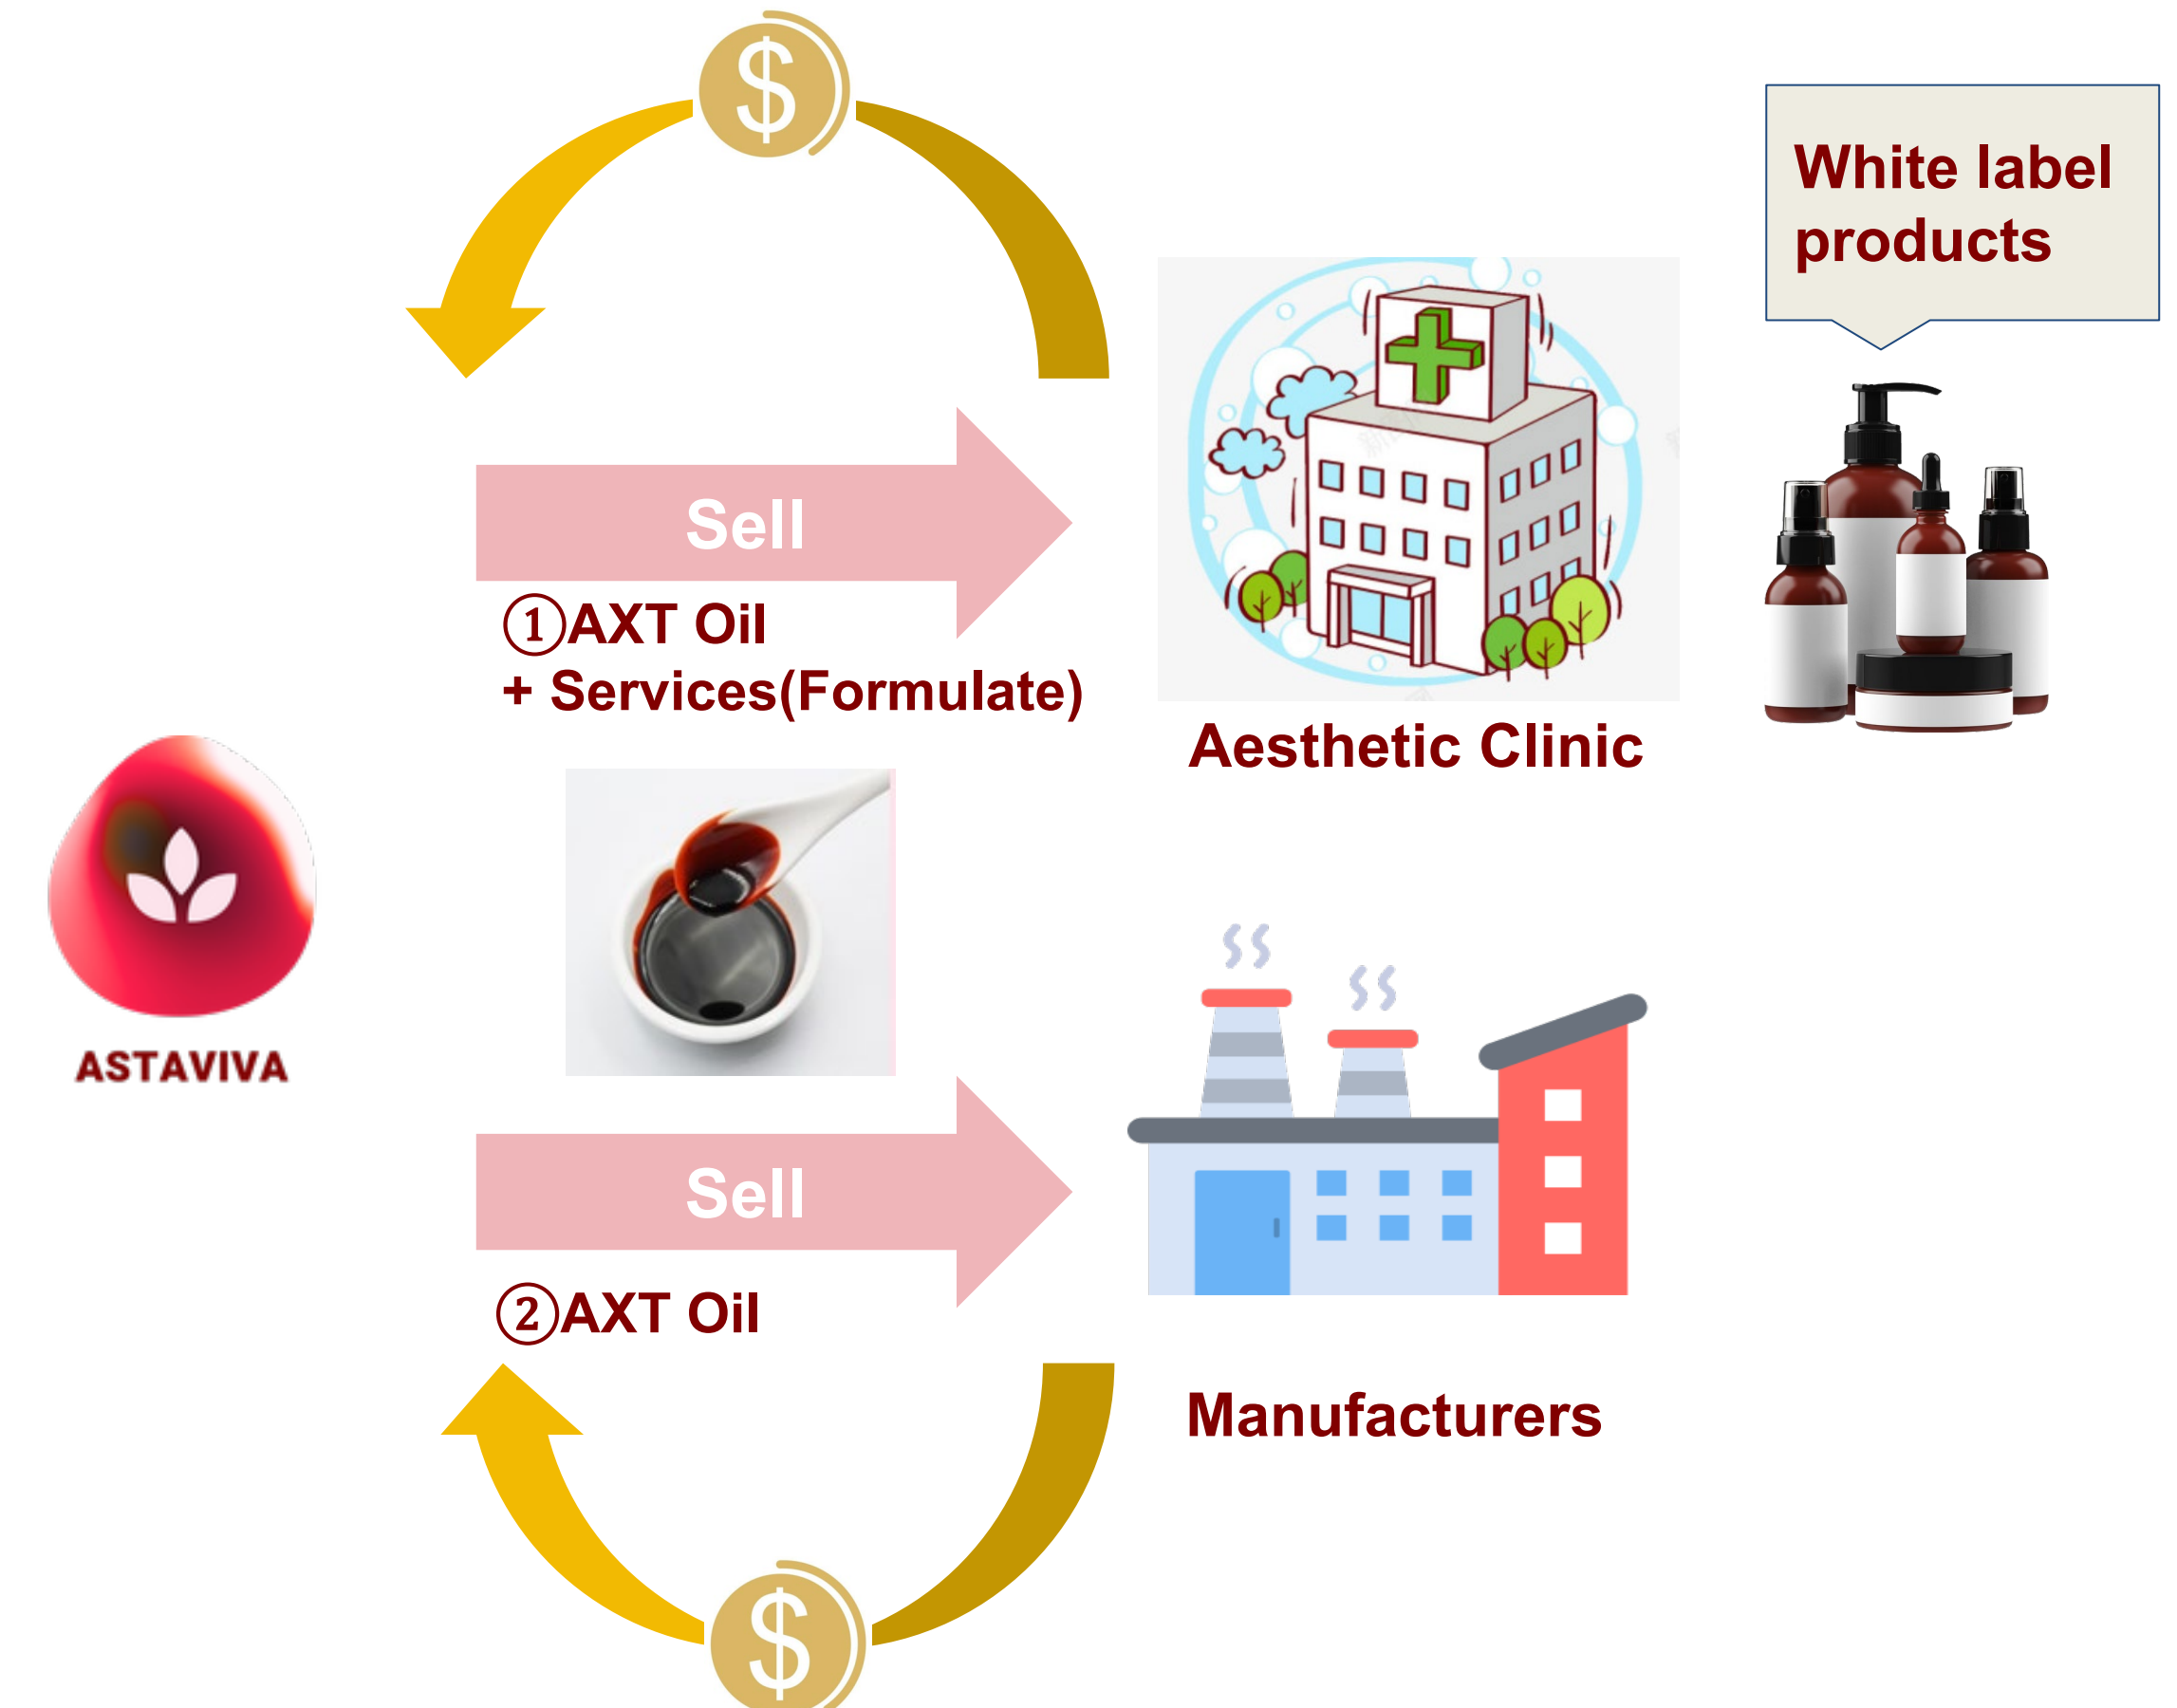 $
White label
products
Sell
①AXT Oil
+ Services(Formulate)
Aesthetic Clinic
ASTAVIVA
Sell
②AXT Oil
Manufacturers
$